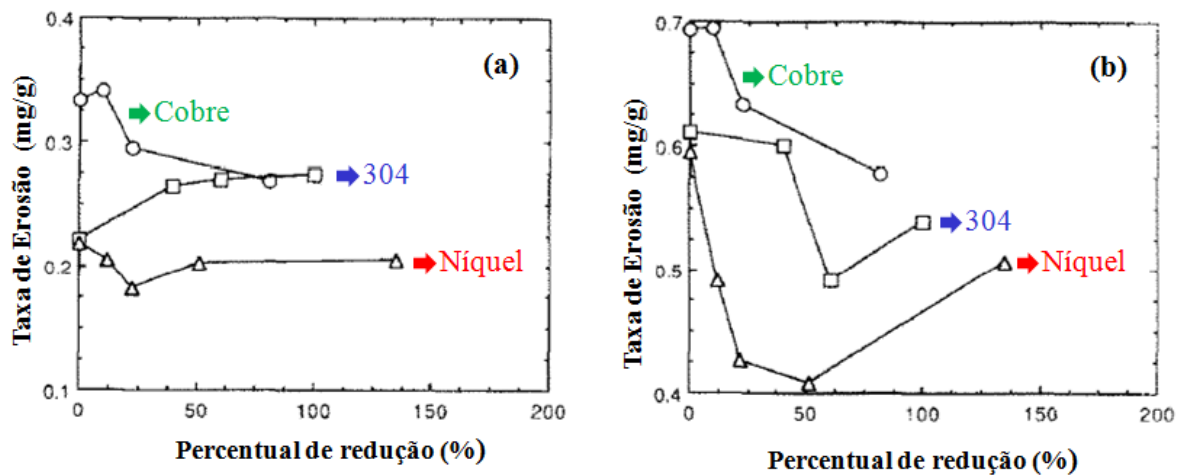 Taxa de Erosão (mg/g)
0.4
0.3
0.2
0.1
(a)
Cobre
304
Níquel
0
50
100
150
200
Percentual de redução (%)
Taxa de Erosão (mg/g)
0.7
0.6
0.5
0.4
(b)
Cobre
304
Níquel
0
50
100
150
200
Percentual de redução (%)